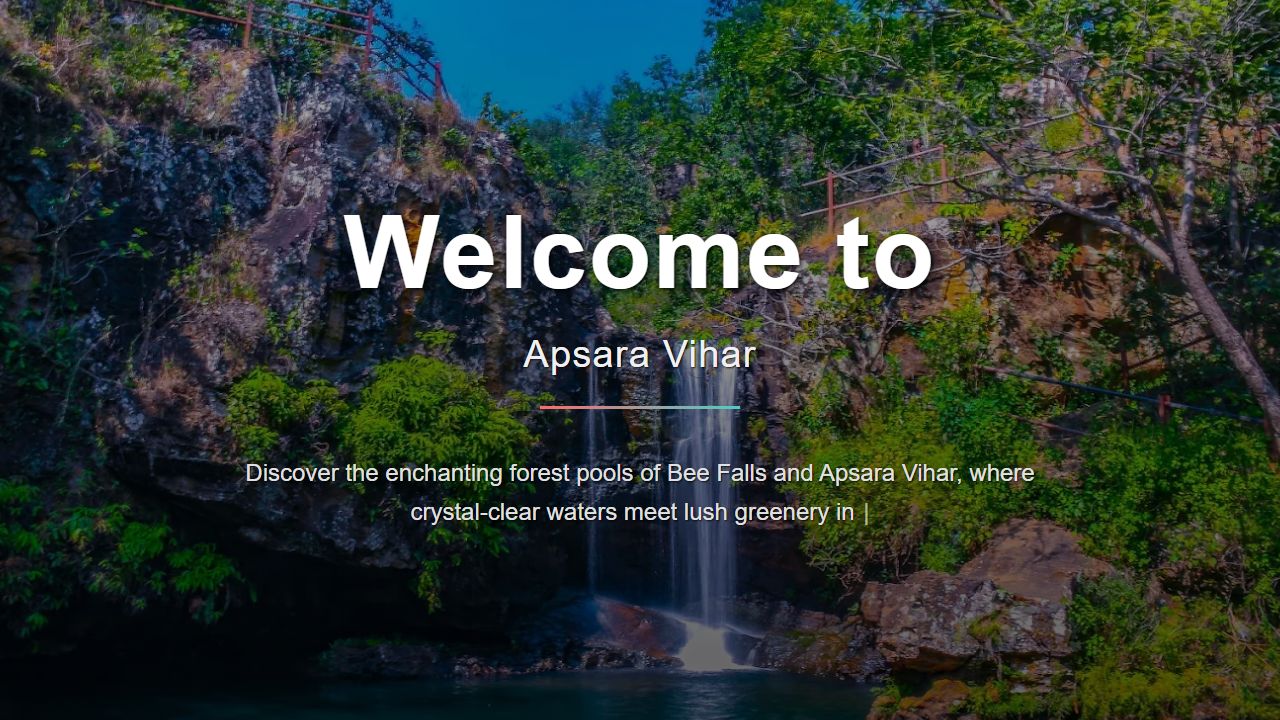 Welcome to
Apsara Vihar
Discover the enchanting forest pools of Bee Falls and Apsara Vihar, where
crystal-clear waters meet lush greenery in |